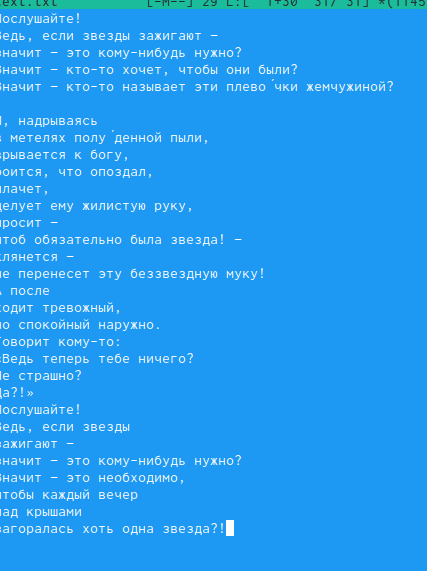 text.txt [-M--] 29 L:[ 1+30 31/ 31] *(1145
Послушайте!
Ведь, если звезды зажигают –
значит – это кому-нибудь нужно?
Значит – кто-то хочет, чтобы они были?
Значит – кто-то называет эти плево́чки жемчужиной?
И, надрываясь
в метелях полу́денной пыли,
врывается к богу,
боится, что опоздал,
плачет,
целует ему жилистую руку,
просит –
чтоб обязательно была звезда! –
клянется –
не перенесет эту беззвездную муку!
А после
ходит тревожный,
но спокойный наружно.
Говорит кому-то:
«Ведь теперь тебе ничего?
Не страшно?
Да?!»
Послушайте!
Ведь, если звезды
зажигают –
значит – это кому-нибудь нужно?
Значит – это необходимо,
чтобы каждый вечер
над крышами
загоралась хоть одна звезда?!